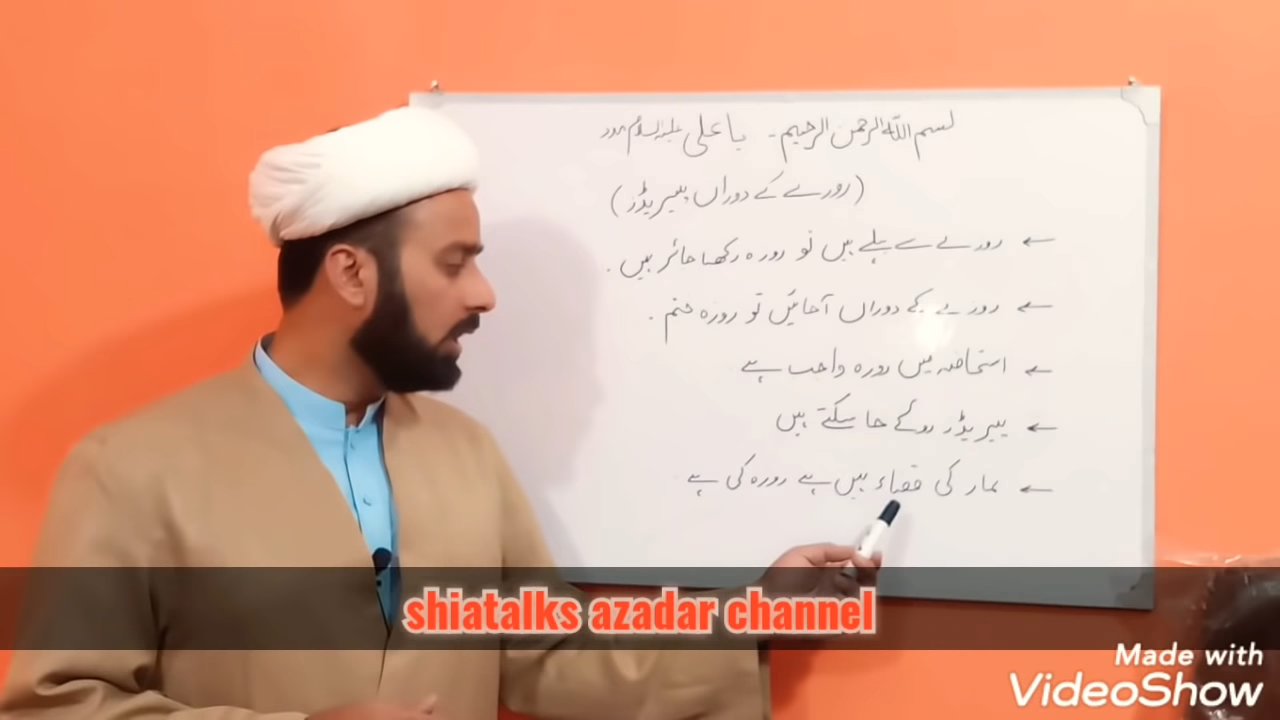 بسم اللہ الرحمن الرحیم۔ یا علی علیہ السلام مدد
(روزے کے دوراں پیریڈز)
← روزے سے پہلے ہیں تو روزہ رکھنا جائز نہیں.
← روزے کے دوراں آجائیں تو روزہ ختم.
← استحاضہ میں روزہ واجب ہے
← پیریڈز روکے جا سکتے ہیں
← نماز کی قضاء نہیں ہے روزہ کی ہے
shiatalks azadar channel
Made with
VideoShow